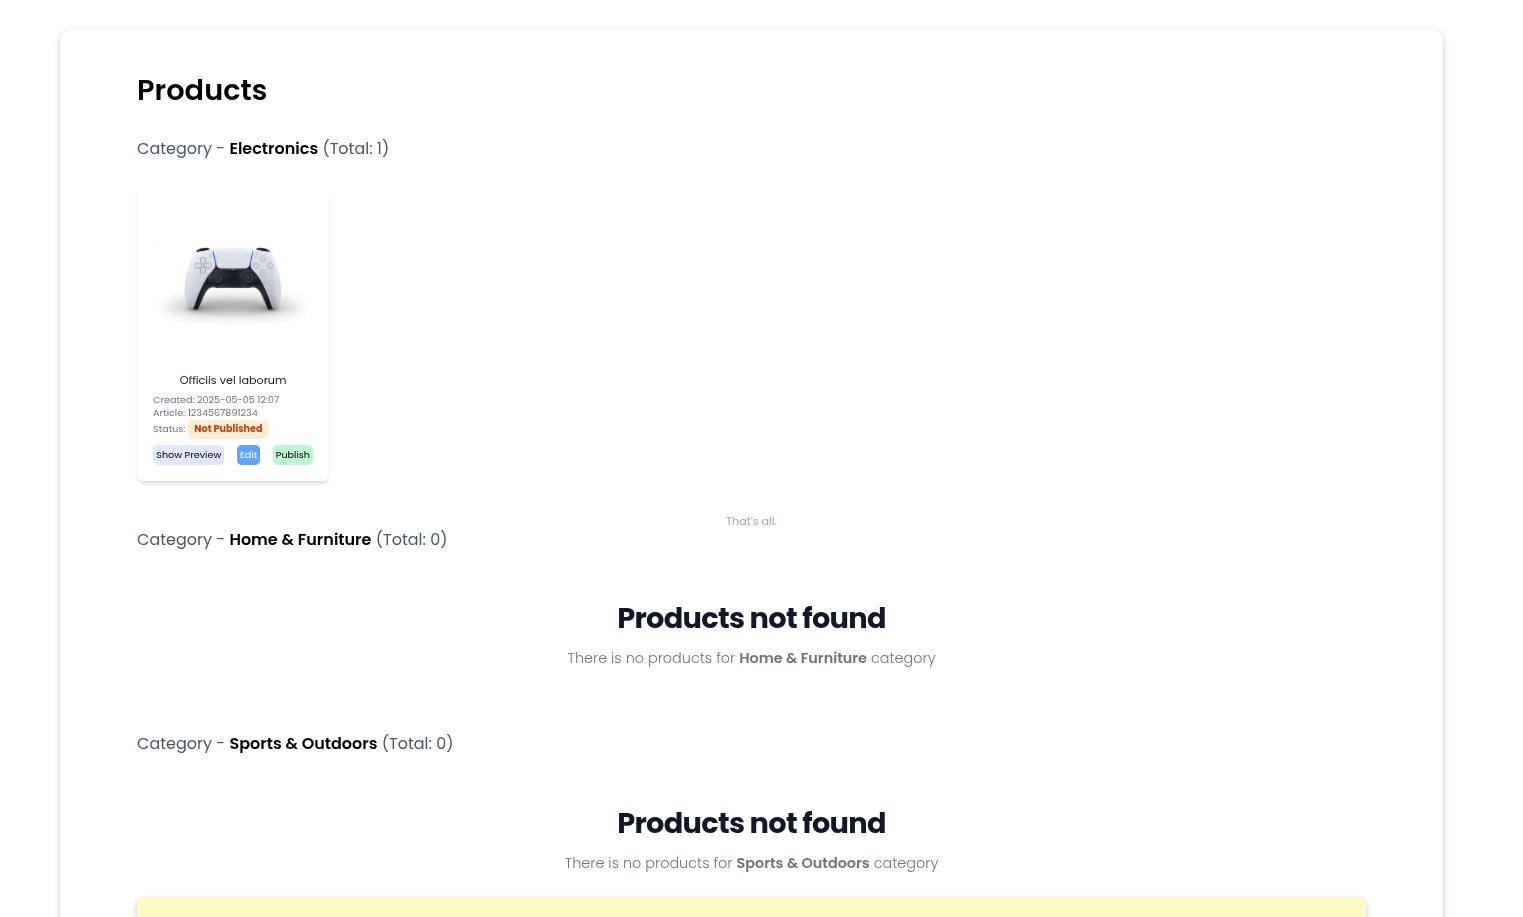 Products
Category - Electronics (Total: 1)
Officiis vel laborum
Created: 2025-05-05 12:07
Article: 1234567891234
Status: Not Published
Show Preview Edit Publish
That's all.
Category - Home & Furniture (Total: 0)
Products not found
There is no products for Home & Furniture category
Category - Sports & Outdoors (Total: 0)
Products not found
There is no products for Sports & Outdoors category